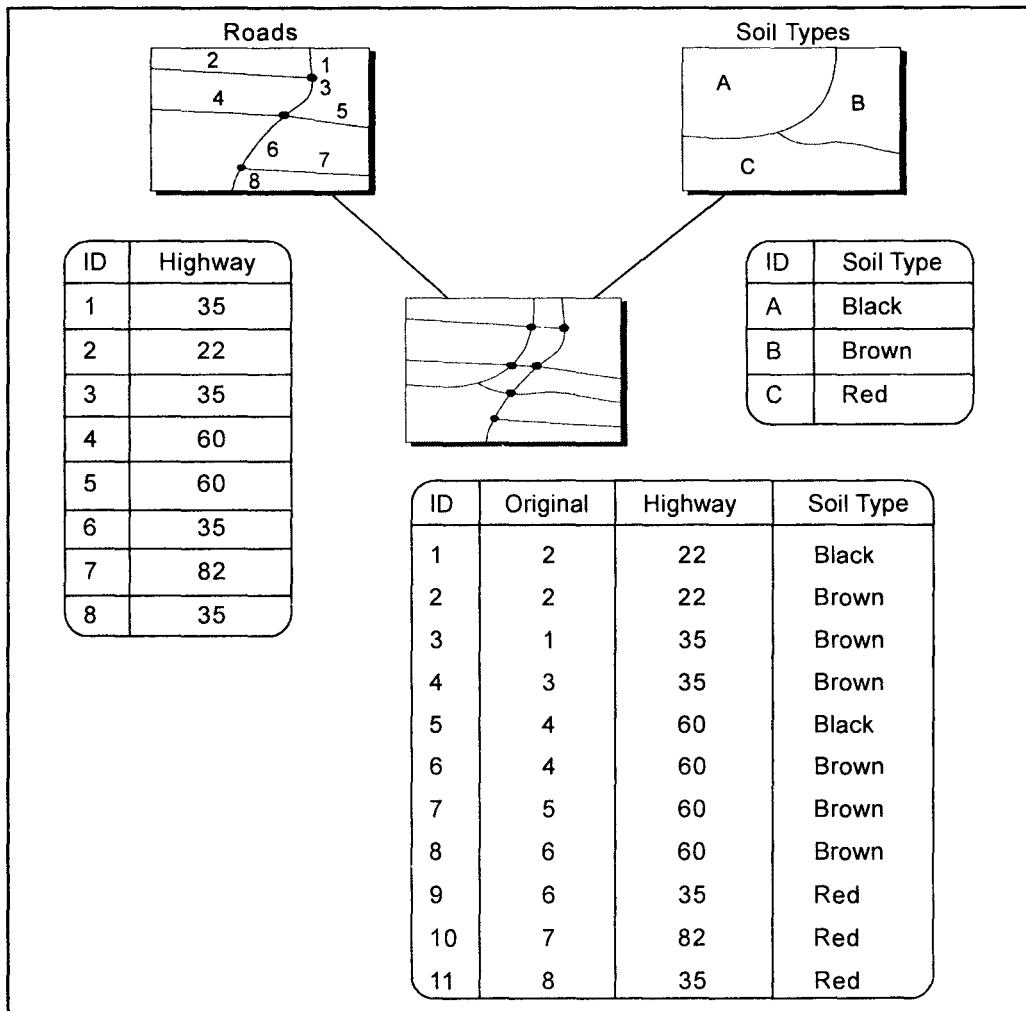 Roads
2
1
3
4
5
6
7
8
Soil Types
A
B
C
ID Highway
1 35
2 22
3 35
4 60
5 60
6 35
7 82
8 35
ID Soil Type
A Black
B Brown
C Red
ID Original Highway Soil Type
1 2 22 Black
2 2 22 Brown
3 1 35 Brown
4 3 35 Brown
5 4 60 Black
6 4 60 Brown
7 5 60 Brown
8 6 60 Brown
9 6 35 Red
10 7 82 Red
11 8 35 Red